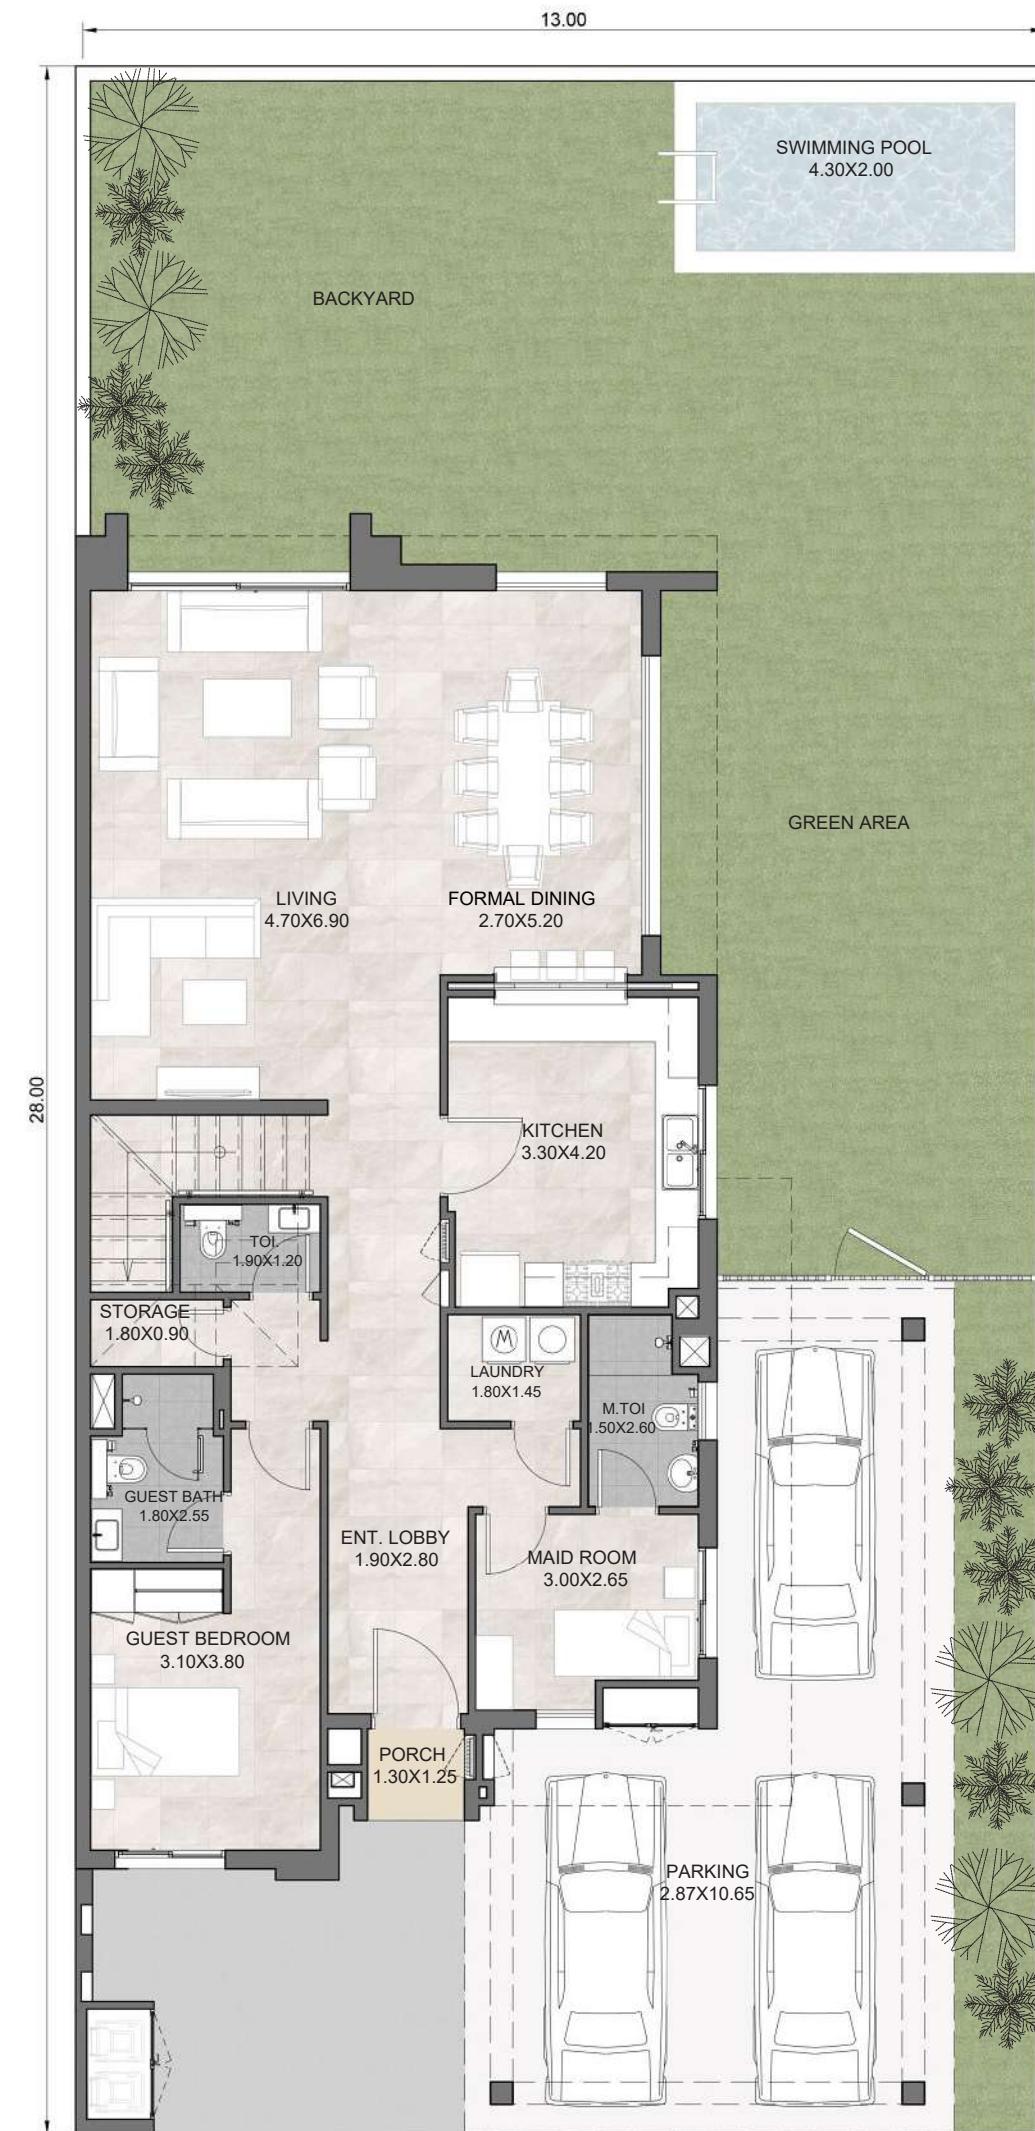 13.00
SWIMMING POOL
4.30X2.00
BACKYARD
GREEN AREA
LIVING
4.70X6.90
FORMAL DINING
2.70X5.20
28.00
KITCHEN
3.30X4.20
TOI.
1.90X1.20
STORAGE
1.80X0.90
M
LAUNDRY
1.80X1.45
M.TOI
1.50X2.60
GUEST BATH
1.80X2.55
ENT. LOBBY
1.90X2.80
MAID ROOM
3.00X2.65
GUEST BEDROOM
3.10X3.80
PORCH
1.30X1.25
PARKING
2.87X10.65